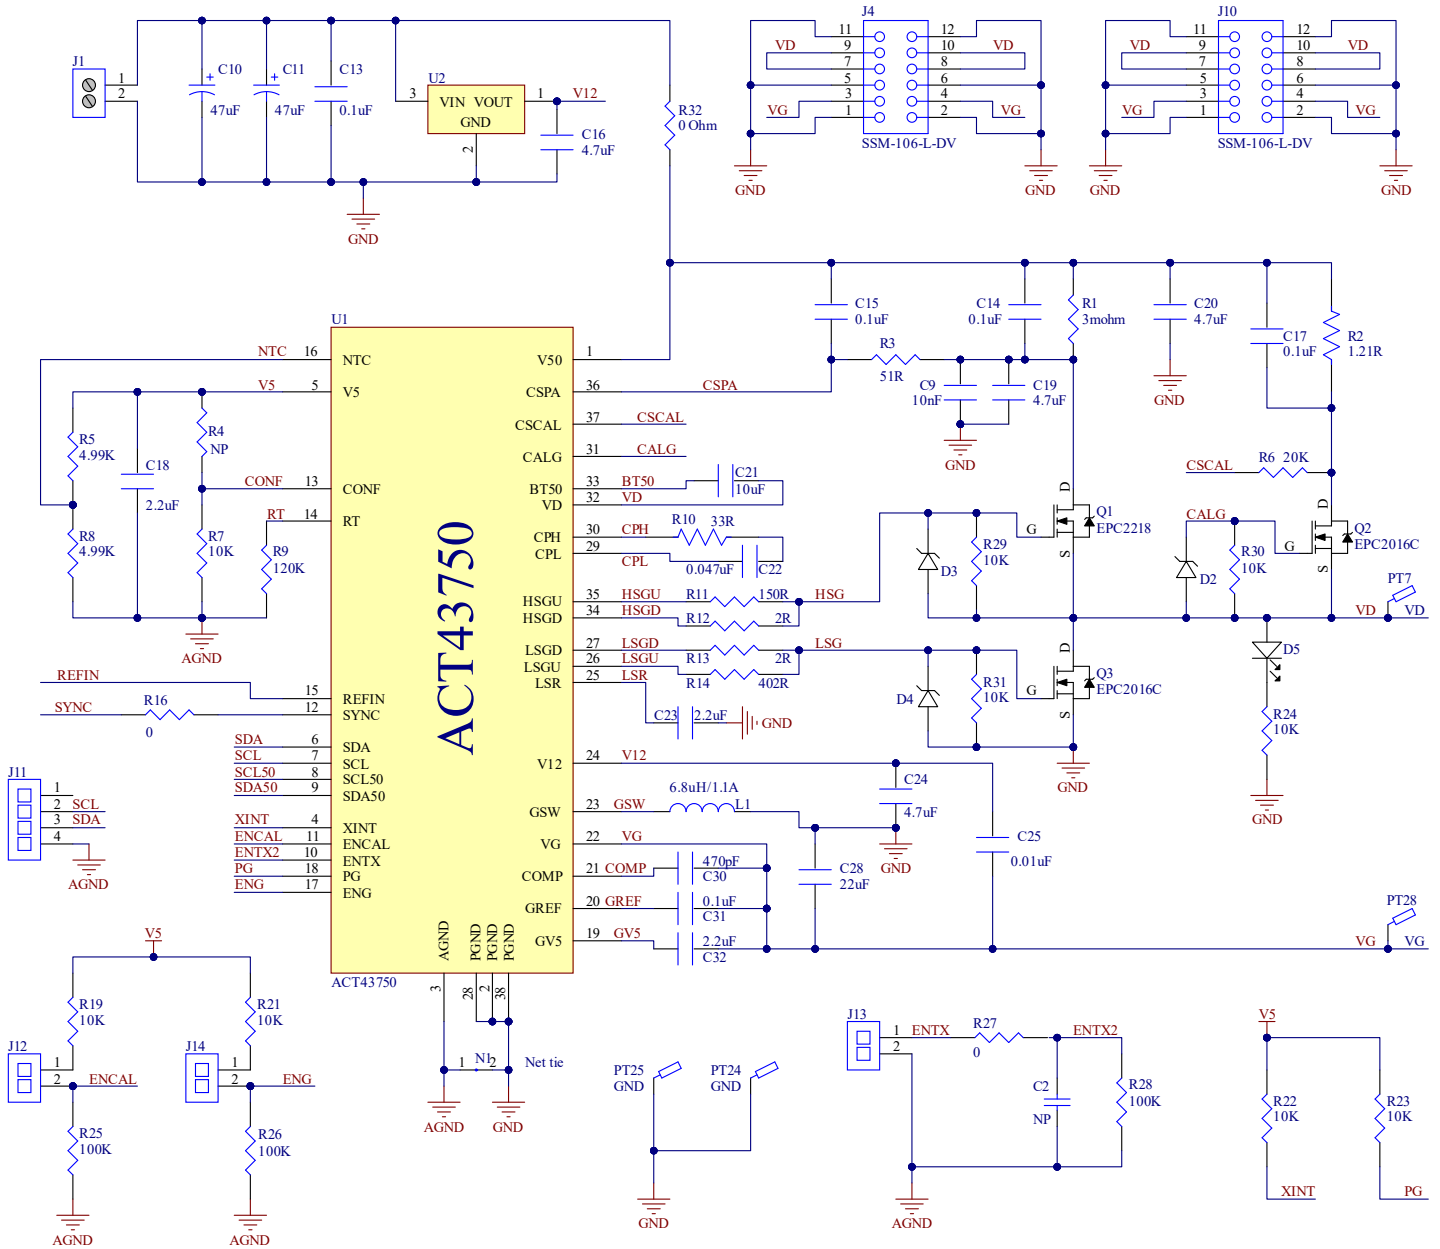 J1
1
2
C10
47uF
C11
47uF
C13
0.1uF
U2
VIN VOUT
GND
3
1
2
V12
C16
4.7uF
GND
R32
0 Ohm
J4
11
9
7
5
3
1
12
10
8
6
4
2
VD
VD
VG
VG
SSM-106-L-DV
GND
GND
J10
11
9
7
5
3
1
12
10
8
6
4
2
VD
VD
VG
VG
SSM-106-L-DV
GND
GND
U1
ACT43750
ACT43750
NTC 16 NTC
V5 5 V5
CONF 13 CONF
RT 14 RT
REFIN
15 REFIN
SYNC
12 SYNC
SDA 6 SDA
SCL 7 SCL
SCL50 8 SCL50
SDA50 9 SDA50
XINT 4 XINT
ENCAL 11 ENCAL
ENTX2 10 ENTX
PG 18 PG
ENG 17 ENG
V50 1
CSPA 36 CSPA
CSCAL 37 CSCAL
CALG 31 CALG
BT50 33 BT50
VD 32 VD
CPH 30 CPH
CPL 29 CPL
HSGU 35 HSGU
HSGD 34 HSGD
LSGD 27 LSGD
LSGU 26 LSGU
LSR 25 LSR
V12 24 V12
GSW 23 GSW
VG 22 VG
COMP 21 COMP
GREF 20 GREF
GV5 19 GV5
AGND
PGND
PGND
PGND
3
28
2
38
1
N1
2
Net tie
AGND
GND
R5
4.99K
R8
4.99K
C18
2.2uF
R4
NP
R7
10K
R9
120K
AGND
R16
0
J11
1
2
3
4
SCL
SDA
AGND
V5
R19
10K
R21
10K
J12
1
2
ENCAL
J14
1
2
ENG
R25
100K
R26
100K
AGND
AGND
C15
0.1uF
R3
51R
C14
0.1uF
R1
3mohm
C9
10nF
C19
4.7uF
GND
C20
4.7uF
GND
C17
0.1uF
R2
1.21R
CSCAL
R6 20K
CALG
D2
R30
10K
D
G
S
Q2
EPC2016C
PT7
VD
VD
C21
10uF
R10 33R
0.047uF C22
R11 150R
R12 2R
HSG
R13 2R
R14 402R
LSG
C23 2.2uF
GND
D3
R29
10K
D
G
S
Q1
EPC2218
D4
R31
10K
D
G
S
Q3
EPC2016C
GND
D5
R24
10K
GND
6.8uH/1.1A
L1
C24
4.7uF
GND
C25
0.01uF
C28
22uF
470pF
C30
0.1uF
C31
2.2uF
C32
PT28
VG
VG
PT25
GND
PT24
GND
GND
J13
1
2
ENTX
R27
0
ENTX2
C2
NP
R28
100K
AGND
V5
R22
10K
R23
10K
XINT
PG